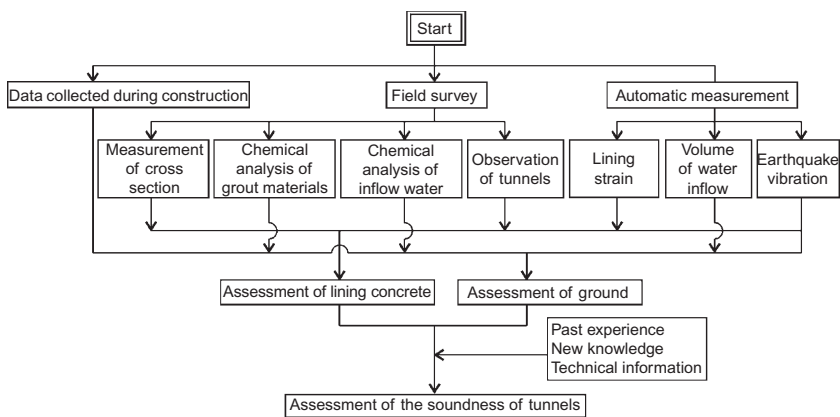 Start
Data collected during construction
Field survey
Automatic measurement
Measurement
of cross
section
Chemical
analysis of
grout materials
Chemical
analysis of
inflow water
Observation
of tunnels
Lining
strain
Volume
of water
inflow
Earthquake
vibration
Assessment of lining concrete
Assessment of ground
Past experience
New knowledge
Technical information
Assessment of the soundness of tunnels